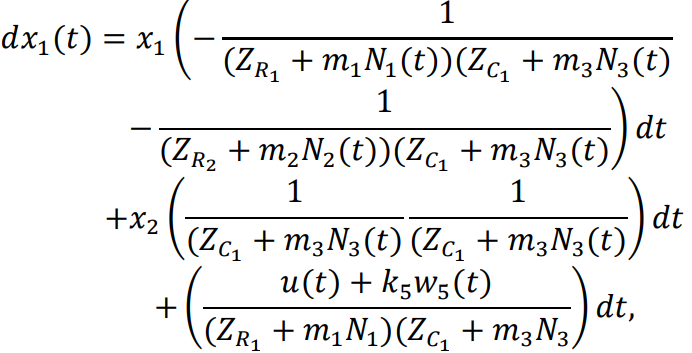 $dx_1(t) = x_1 \left( -\frac{1}{(Z_{R_1} + m_1 N_1(t))(Z_{C_1} + m_3 N_3(t)} \right.$
$\left. -\frac{1}{(Z_{R_2} + m_2 N_2(t))(Z_{C_1} + m_3 N_3(t)} \right) dt$
$+ x_2 \left( \frac{1}{(Z_{C_1} + m_3 N_3(t)} \frac{1}{(Z_{C_1} + m_3 N_3(t)} \right) dt$
$+ \left( \frac{u(t) + k_5 w_5(t)}{(Z_{R_1} + m_1 N_1)(Z_{C_1} + m_3 N_3} \right) dt,$